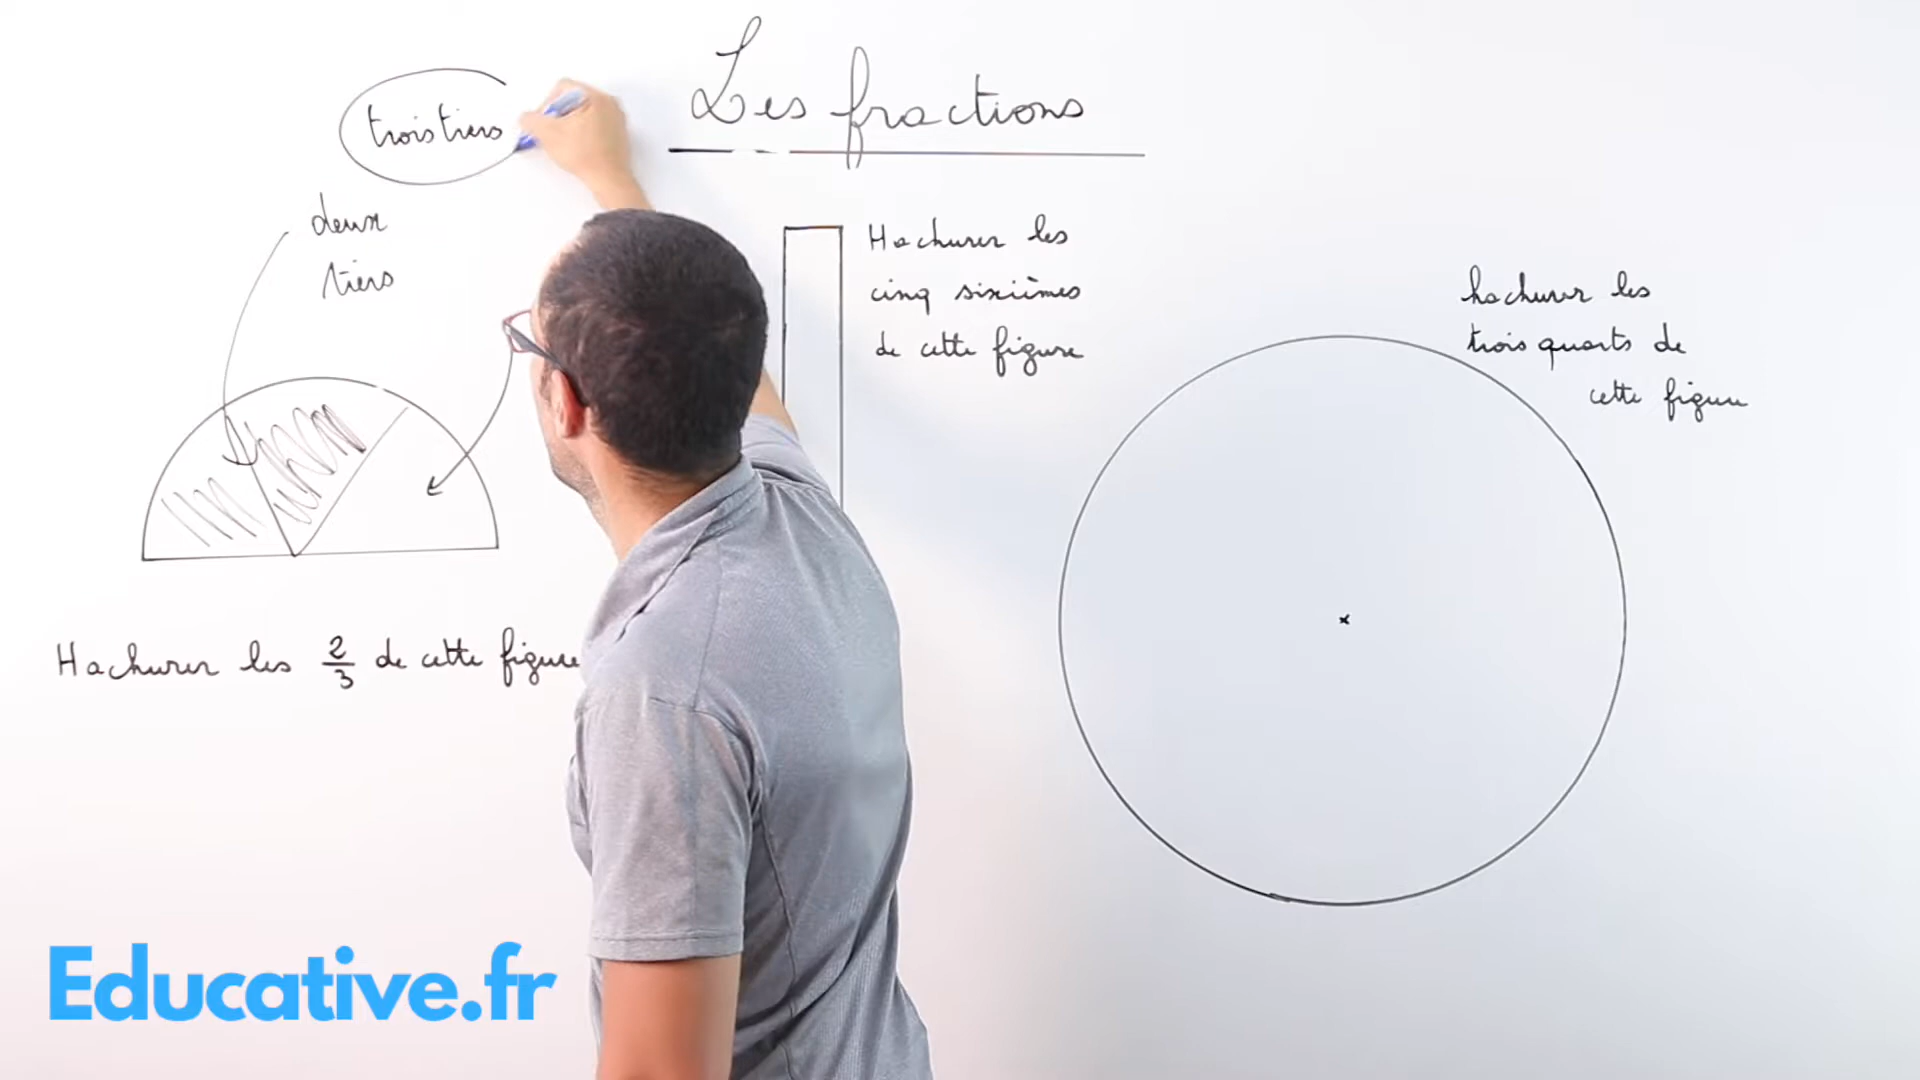 Les fractions
trois tiers
deux
tiers
Hachurer les 2/3 de cette figure
Hachurer les
cinq sixièmes
de cette figure
hachurer les
trois quarts de
cette figure
Educative.fr